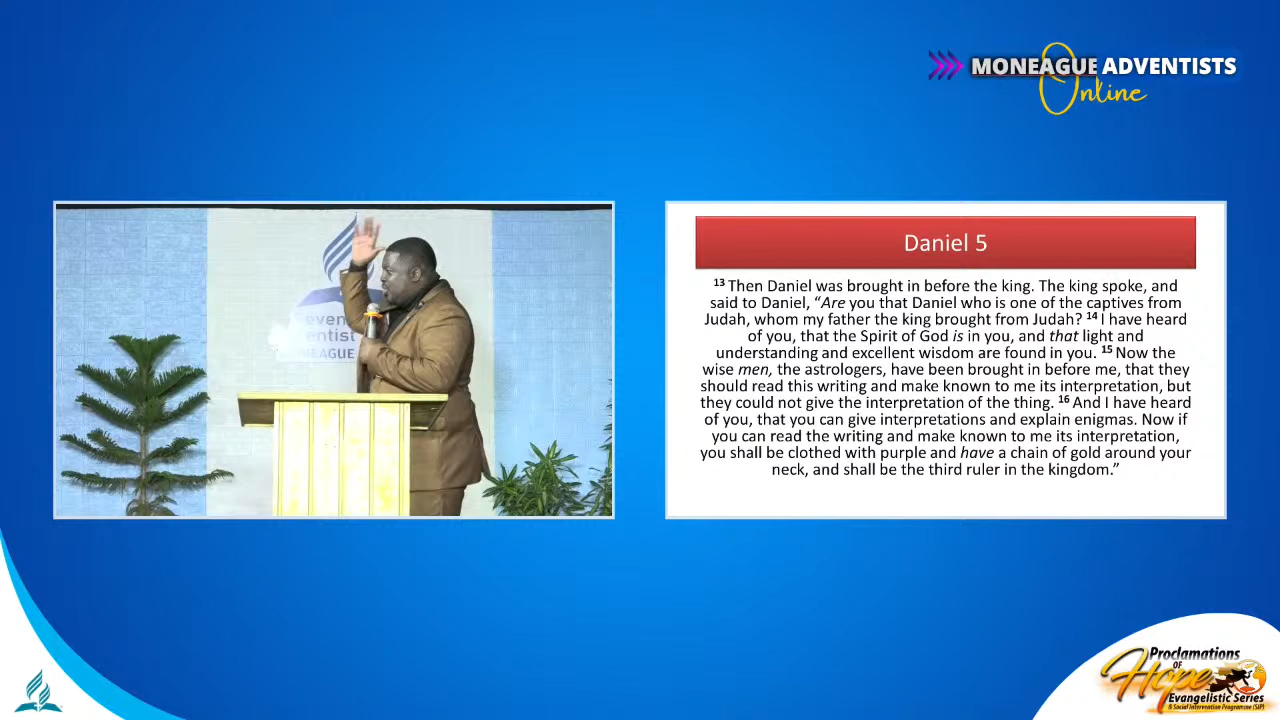 MONEAGUE ADVENTISTS
Online
even
entist
NEAGUE
Daniel 5
13 Then Daniel was brought in before the king. The king spoke, and
said to Daniel, “Are you that Daniel who is one of the captives from
Judah, whom my father the king brought from Judah? 14 I have heard
of you, that the Spirit of God is in you, and that light and
understanding and excellent wisdom are found in you. 15 Now the
wise men, the astrologers, have been brought in before me, that they
should read this writing and make known to me its interpretation, but
they could not give the interpretation of the thing. 16 And I have heard
of you, that you can give interpretations and explain enigmas. Now if
you can read the writing and make known to me its interpretation,
you shall be clothed with purple and have a chain of gold around your
neck, and shall be the third ruler in the kingdom.”
Proclamations
OF
Hope
Evangelistic Series
& Social Intervention Programme (SIP)